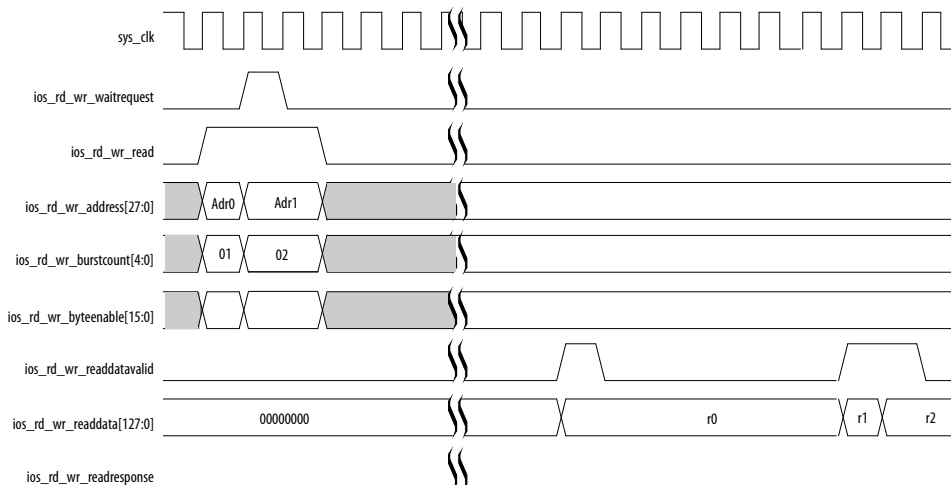 sys_clk
ios_rd_wr_waitrequest
ios_rd_wr_read
ios_rd_wr_address[27:0] Adr0 Adr1
ios_rd_wr_burstcount[4:0] 01 02
ios_rd_wr_byteenable[15:0]
ios_rd_wr_readdatavalid
ios_rd_wr_readdata[127:0] 00000000 r0 r1 r2
ios_rd_wr_readresponse